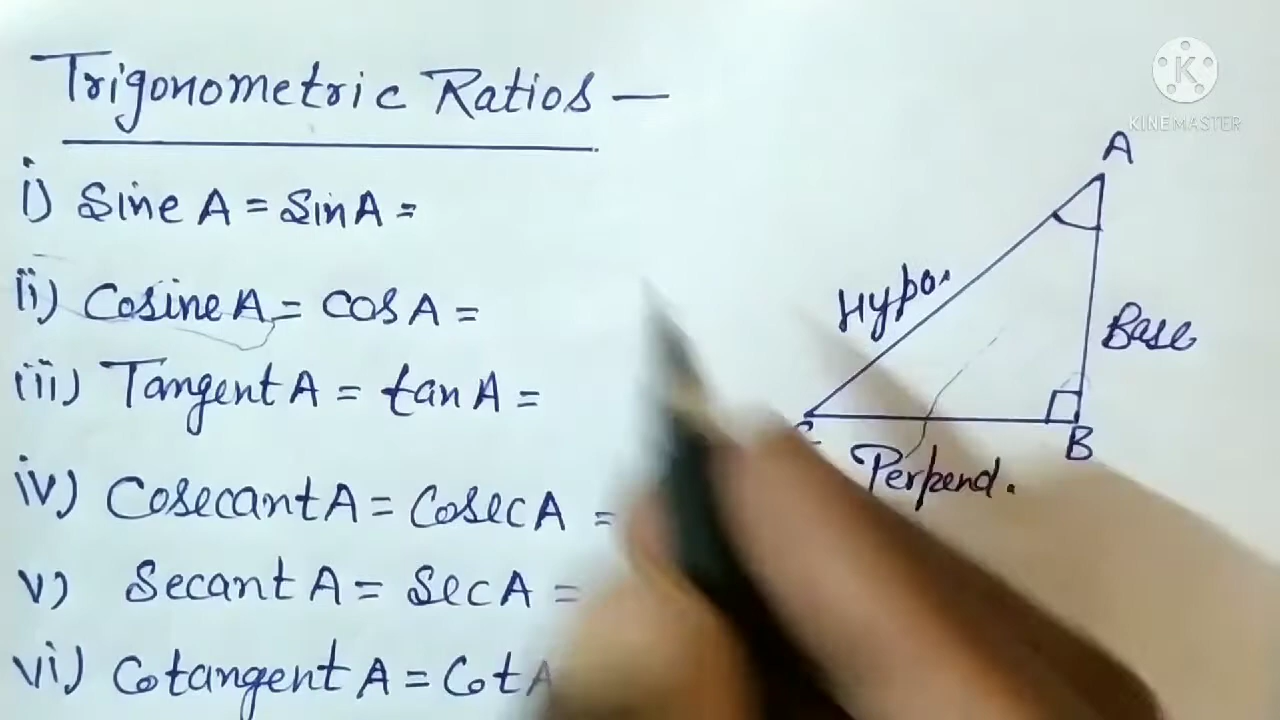 Trigonometric Ratios —
i) Sine A = Sin A =
ii) Cosine A = cos A =
iii) Tangent A = tan A =
iv) Cosecant A = Cosec A =
v) Secant A = Sec A =
vi) Cotangent A = Cot A
K
KINEMASTER
A
Hypo.
Base
B
Perpend.